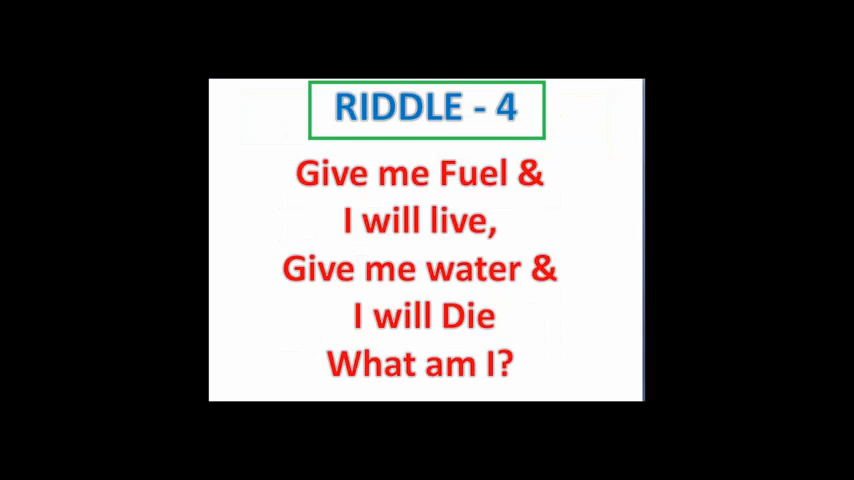 RIDDLE - 4
Give me Fuel &
I will live,
Give me water &
I will Die
What am I?